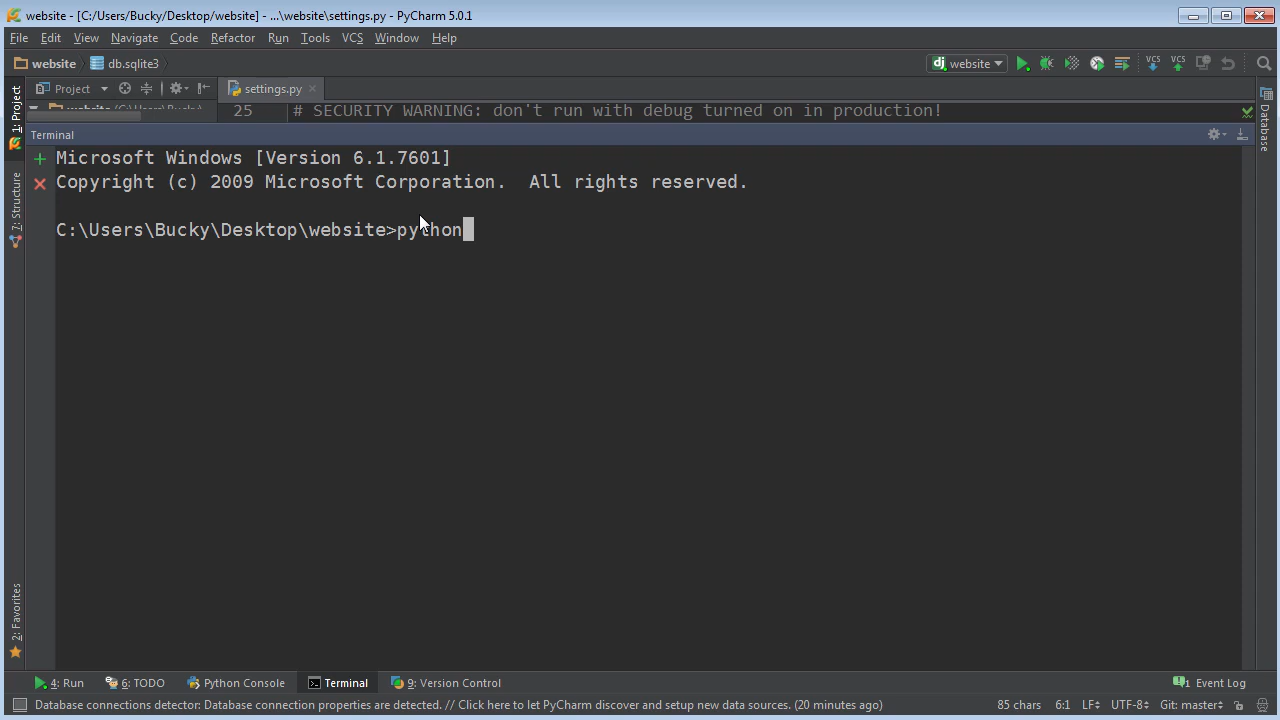 website - [C:/Users/Bucky/Desktop/website] - ...\website\settings.py - PyCharm 5.0.1
File Edit View Navigate Code Refactor Run Tools VCS Window Help
website db.sqlite3 dj website VCS VCS
1: Project Project settings.py 25 # SECURITY WARNING: don't run with debug turned on in production!
Terminal
Microsoft Windows [Version 6.1.7601]
Copyright (c) 2009 Microsoft Corporatin.  All rights reserved.
C:\Users\Bucky\Desktop\website>python
7: Structure
2: Favorites
Database
4: Run 6: TODO Python Console Terminal 9: Version Control 1 Event Log
Database connections detector: Database connection properties are detected. // Click here to let PyCharm discover and setup new data sources. (20 minutes ago) 85 chars 6:1 LF UTF-8 Git: master